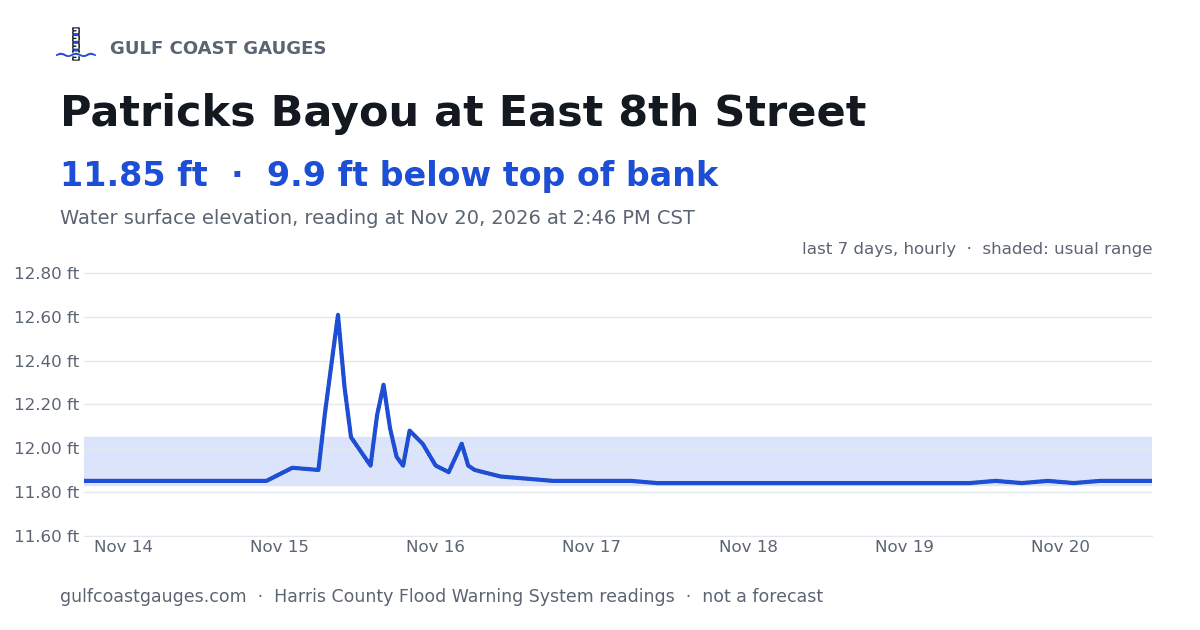 GULF COAST GAUGES
Patricks Bayou at East 8th Street
11.85 ft · 9.9 ft below top of bank
Water surface elevation, reading at Nov 20, 2026 at 2:46 PM CST
last 7 days, hourly · shaded: usual range
12.80 ft
12.60 ft
12.40 ft
12.20 ft
12.00 ft
11.80 ft
11.60 ft
Nov 14 Nov 15 Nov 16 Nov 17 Nov 18 Nov 19 Nov 20
gulfcoastgauges.com · Harris County Flood Warning System readings · not a forecast